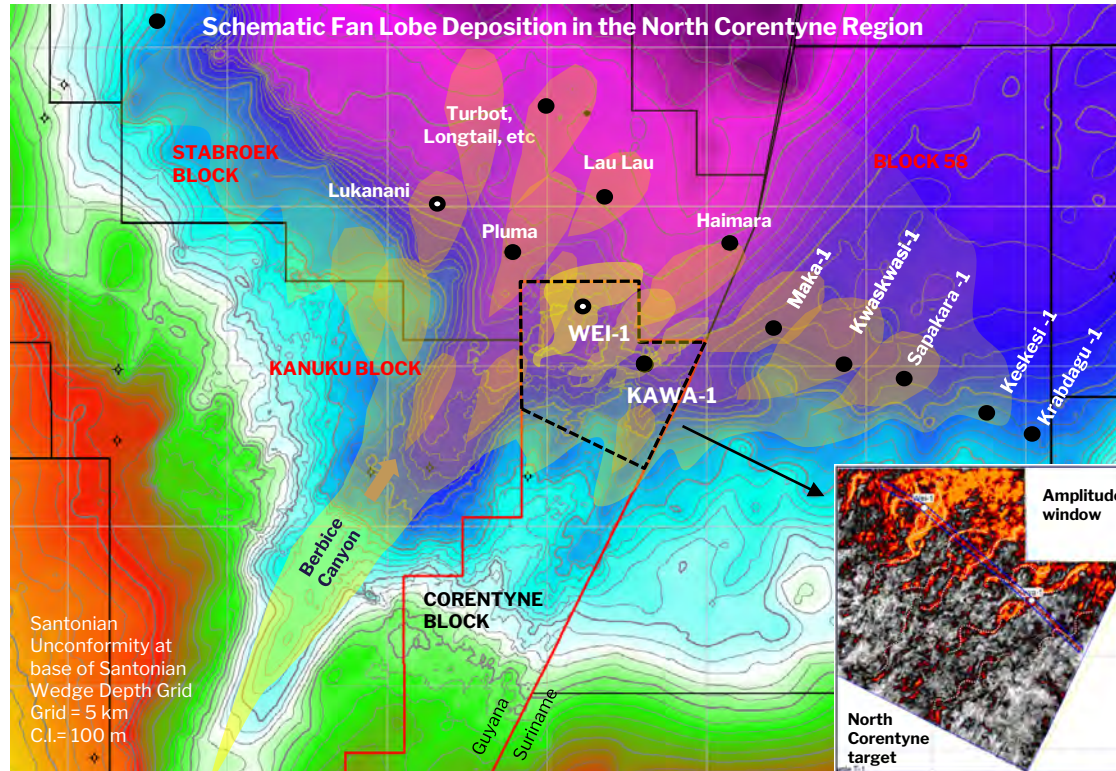 Schematic Fan Lobe Deposition in the North Corentyne Region
Turbot,
Longtail, etc
STABROEK
BLOCK
Lau Lau
BLOCK 58
Lukanani
Pluma
Haimara
Maka-1
Kwaskwasi-1
Sapakara -1
Keskesi -1
Krabdagu -1
WEI-1
KANUKU BLOCK
KAWA-1
Berbice
Canyon
CORENTYNE
BLOCK
Santonian
Unconformity at
base of Santonian
Wedge Depth Grid
Grid = 5 km
C.I.= 100 m
Guyana
Suriname
Amplitude
window
Wei-1
North
Corentyne
target